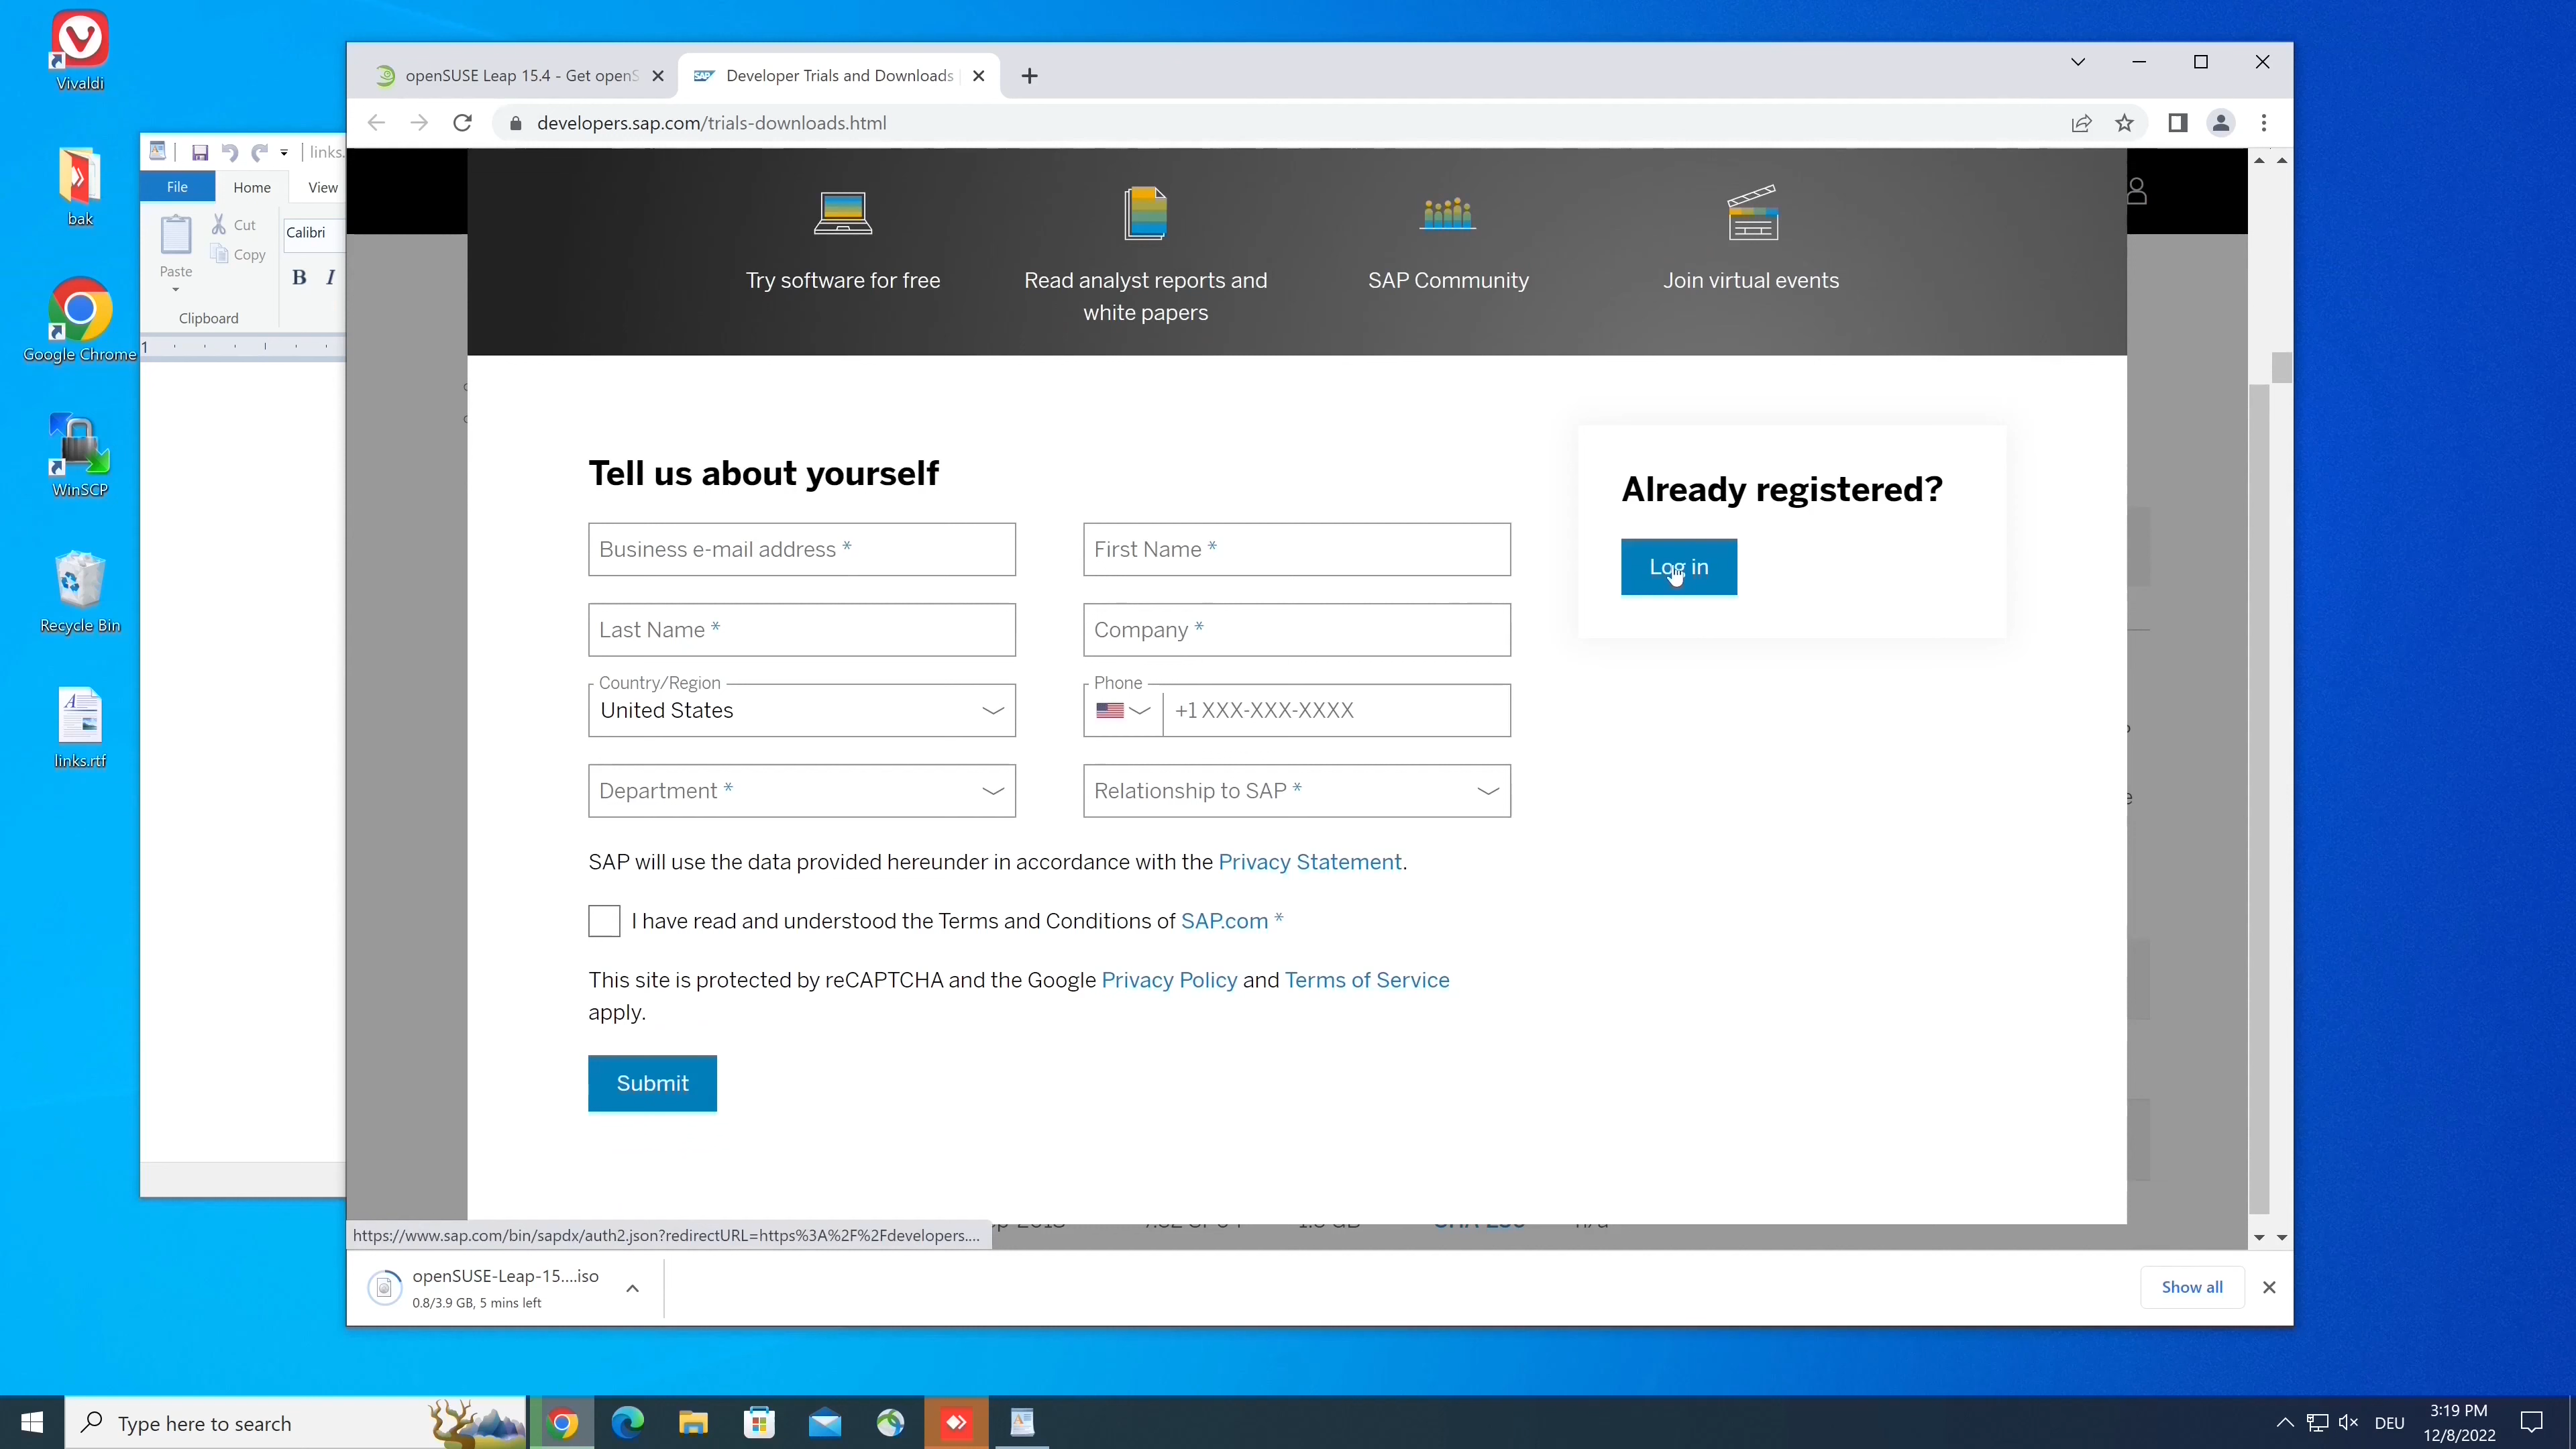 Vivaldi
bak
Google Chrome
WinSCP
Recycle Bin
links.rtf
links.
File
Home
View
Paste
Cut
Copy
Clipboard
Calibri
B I
1
openSUSE Leap 15.4 - Get openS
SAP
Developer Trials and Downloads
developers.sap.com/trials-downloads.html
Try software for free
Read analyst reports and
white papers
SAP Community
Join virtual events
Tell us about yourself
Business e-mail address *
First Name *
Last Name *
Company *
Country/Region
United States
Phone
+1 XXX-XXX-XXXX
Department *
Relationship to SAP *
SAP will use the data provided hereunder in accordance with the Privacy Statement.
I have read and understood the Terms and Conditions of SAP.com *
This site is protected by reCAPTCHA and the Google Privacy Policy and Terms of Service
apply.
Submit
Already registered?
Log in
https://www.sap.com/bin/sapdx/auth2.json?redirectURL=https%3A%2F%2Fdevelopers....
openSUSE-Leap-15....iso
0.8/3.9 GB, 5 mins left
Show all
Type here to search
DEU
3:19 PM
12/8/2022